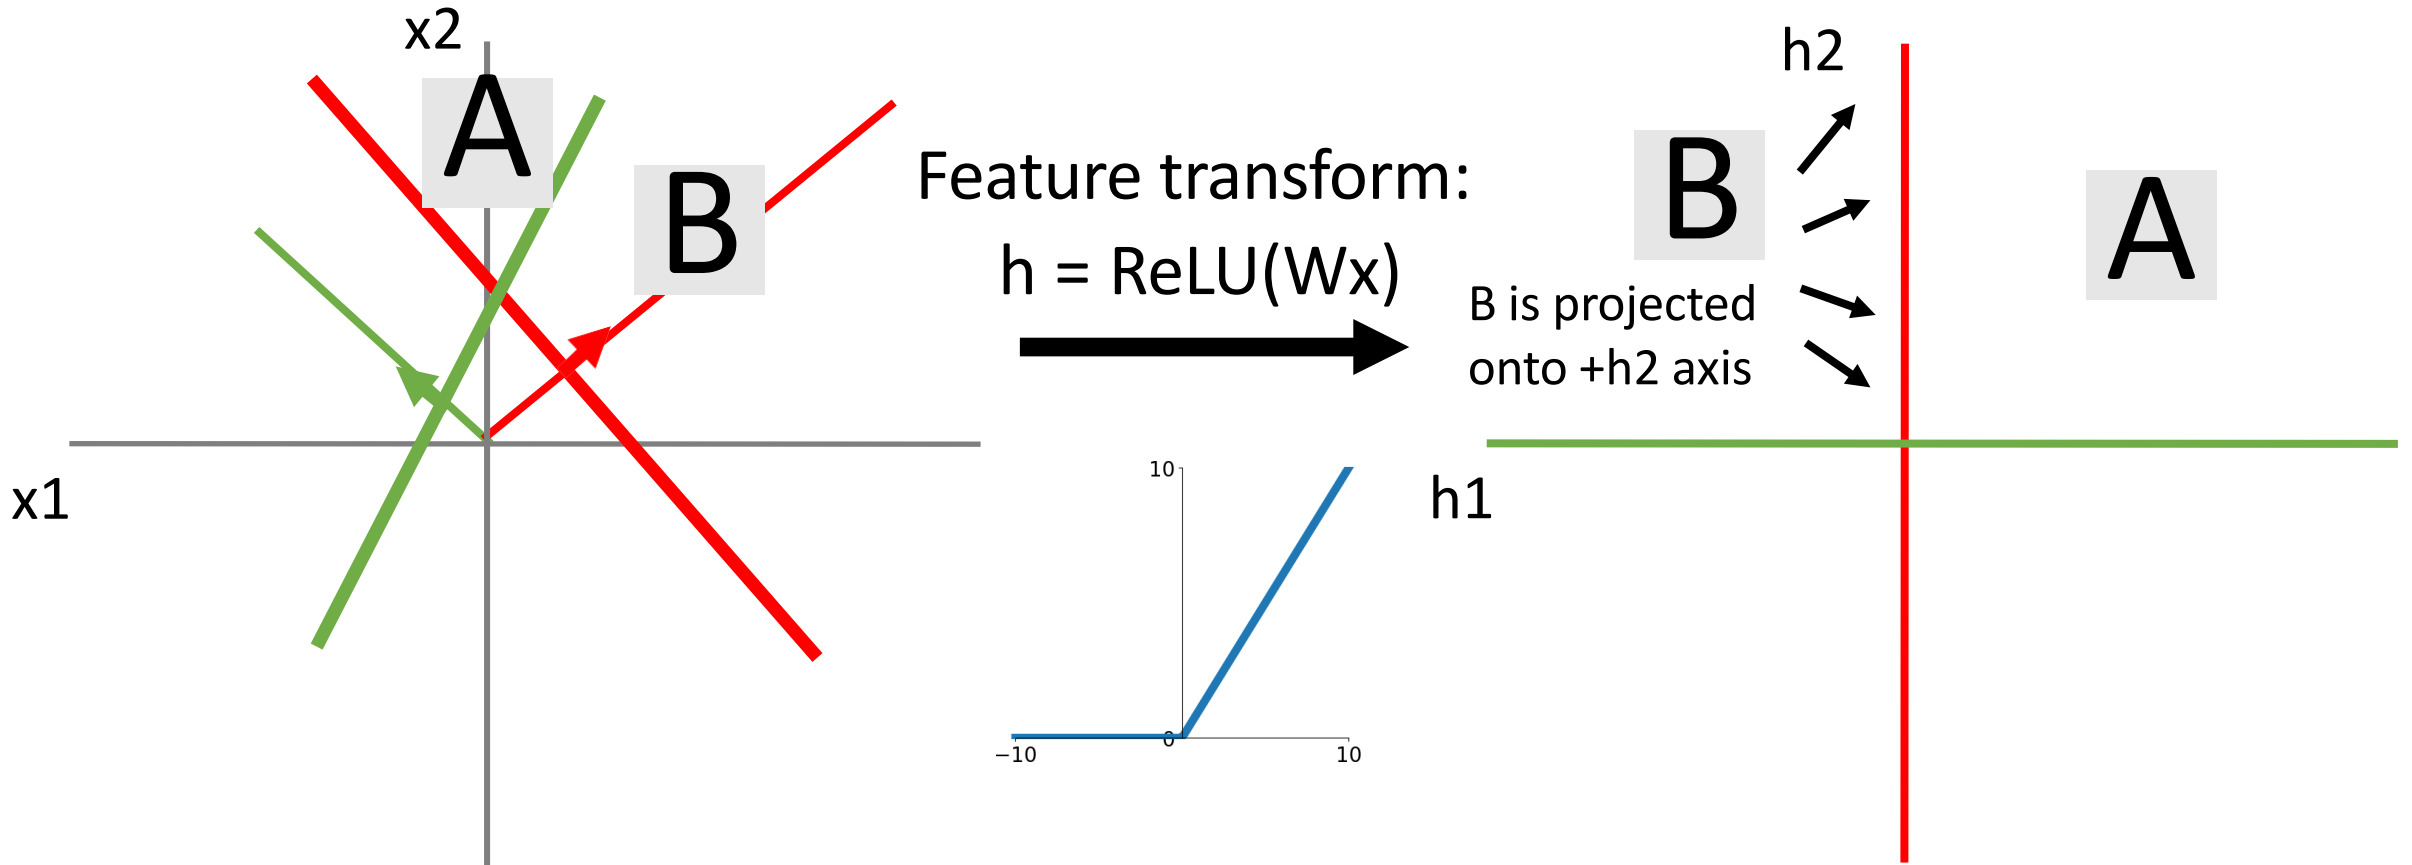 x2
A
B
x1
Feature transform:
h = ReLU(Wx)
10
0
−10
10
h2
B
A
B is projected
onto +h2 axis
h1